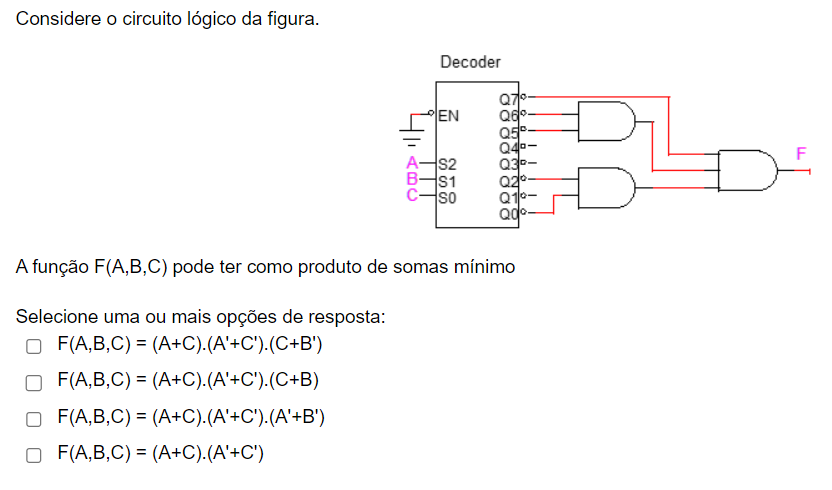 Considere o circuito lógico da figura.
Decoder
EN
Q7
Q6
Q5
Q4
Q3
Q2
Q1
Q0
A
B
C
S2
S1
S0
F
A função F(A,B,C) pode ter como produto de somas mínimo
Selecione uma ou mais opções de resposta:
F(A,B,C) = (A+C).(A'+C').(C+B')
F(A,B,C) = (A+C).(A'+C').(C+B)
F(A,B,C) = (A+C).(A'+C').(A'+B')
F(A,B,C) = (A+C).(A'+C')